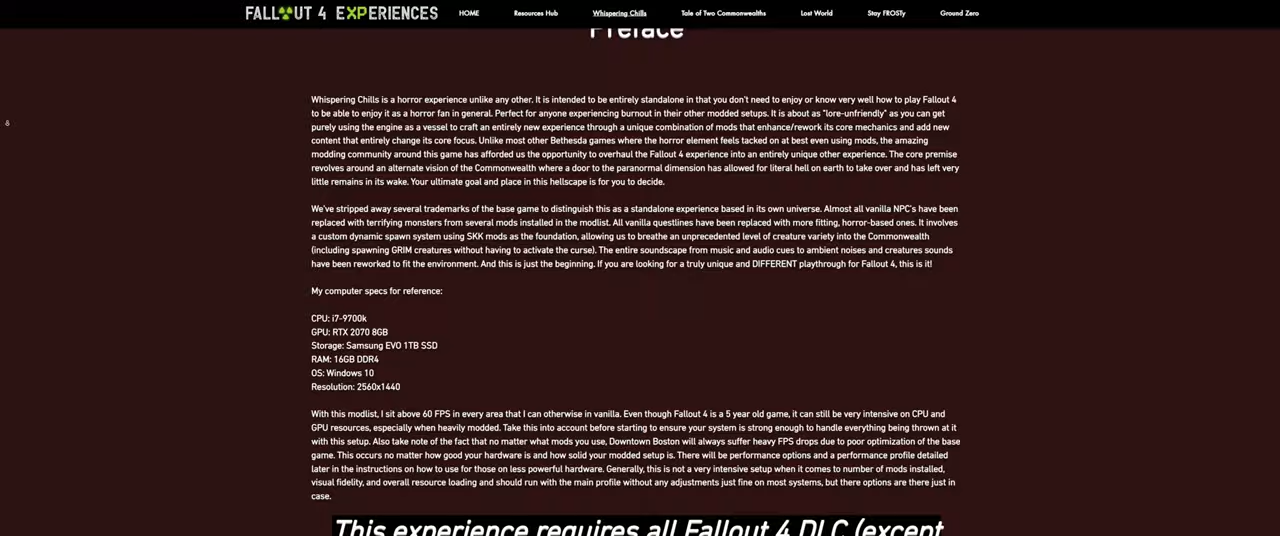 FALLOUT 4 EXPERIENCES
HOME
Resources Hub
Whispering Chills
Tale of Two Commonwealths
Lost World
Stay FROSTy
Ground Zero
Preface
8
Whispering Chills is a horror experience unlike any other. It is intended to be entirely standalone in that you don't need to enjoy or know very well how to play Fallout 4
to be able to enjoy it as a horror fan in general. Perfect for anyone experiencing burnout in their other modded setups. It is about as "lore-unfriendly" as you can get
purely using the engine as a vessel to craft an entirely new experience through a unique combination of mods that enhance/rework its core mechanics and add new
content that entirely change its core focus. Unlike most other Bethesda games where the horror element feels tacked on at best even using mods, the amazing
modding community around this game has afforded us the opportunity to overhaul the Fallout 4 experience into an entirely unique other experience. The core premise
revolves around an alternate vision of the Commonwealth where a door to the paranormal dimension has allowed for literal hell on earth to take over and has left very
little remains in its wake. Your ultimate goal and place in this hellscape is for you to decide.
We've stripped away several trademarks of the base game to distinguish this as a standalone experience based in its own universe. Almost all vanilla NPC's have been
replaced with terrifying monsters from several mods installed in the modlist. All vanilla questlines have been replaced with more fitting, horror-based ones. It involves
a custom dynamic spawn system using SKK mods as the foundation, allowing us to breathe an unprecedented level of creature variety into the Commonwealth
(including spawning GRIM creatures without having to activate the curse). The entire soundscape from music and audio cues to ambient noises and creatures sounds
have been reworked to fit the environment. And this is just the beginning. If you are looking for a truly unique and DIFFERENT playthrough for Fallout 4, this is it!
My computer specs for reference:
CPU: i7-9700k
GPU: RTX 2070 8GB
Storage: Samsung EVO 1TB SSD
RAM: 16GB DDR4
OS: Windows 10
Resolution: 2560x1440
With this modlist, I sit above 60 FPS in every area that I can otherwise in vanilla. Even though Fallout 4 is a 5 year old game, it can still be very intensive on CPU and
GPU resources, especially when heavily modded. Take this into account before starting to ensure your system is strong enough to handle everything being thrown at it
with this setup. Also take note of the fact that no matter what mods you use, Downtown Boston will always suffer heavy FPS drops due to poor optimization of the base
game. This occurs no matter how good your hardware is and how solid your modded setup is. There will be performance options and a performance profile detailed
later in the instructions on how to use for those on less powerful hardware. Generally, this is not a very intensive setup when it comes to number of mods installed,
visual fidelity, and overall resource loading and should run with the main profile without any adjustments just fine on most systems, but there options are there just in
case.
This experience requires all Fallout 4 DLC (except